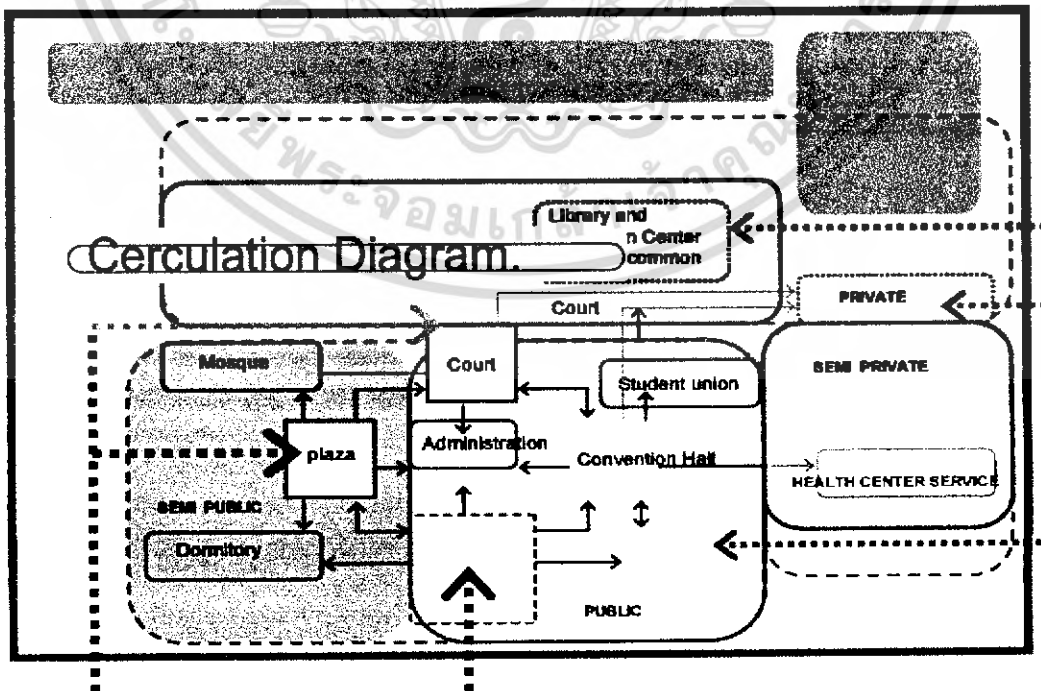 Library and
n Center
common
Cerculation Diagram.
PRIVATE
Court
Mosque
Court
SEMI PRIVATE
Student union
Administration
plaza
Convention Hall
HEALTH CENTER SERVICE
SEMI PUBLIC
Dormitory
PUBLIC